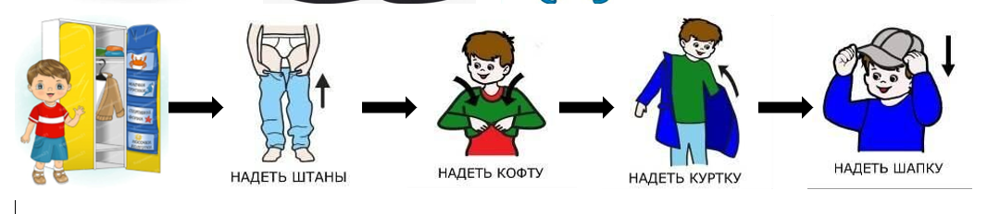 НАДЕТЬ ШТАНЫ
НАДЕТЬ КОФТУ
НАДЕТЬ КУРТКУ
НАДЕТЬ ШАПКУ